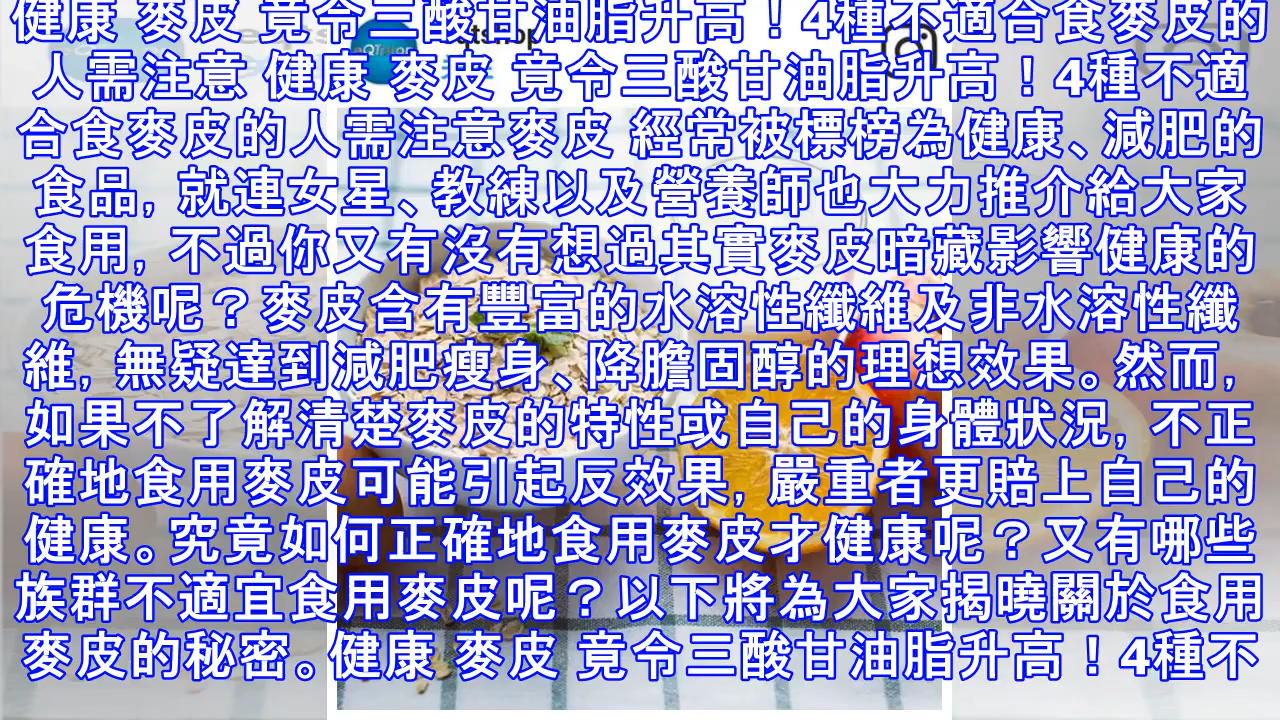 健康 麥皮 竟令三酸甘油脂升高！4種不適合食麥皮的
人需注意 健康 麥皮 竟令三酸甘油脂升高！4種不適
合食麥皮的人需注意麥皮 經常被標榜為健康、減肥的
食品, 就連女星、教練以及營養師也大力推介給大家
食用, 不過你又有沒有想過其實麥皮暗藏影響健康的
危機呢？麥皮含有豐富的水溶性纖維及非水溶性纖
維, 無疑達到減肥瘦身、降膽固醇的理想效果。然而,
如果不了解清楚麥皮的特性或自己的身體狀況, 不正
確地食用麥皮可能引起反效果, 嚴重者更賠上自己的
健康。究竟如何正確地食用麥皮才健康呢？又有哪些
族群不適宜食用麥皮呢？以下將為大家揭曉關於食用
麥皮的秘密。健康 麥皮 竟令三酸甘油脂升高！4種不